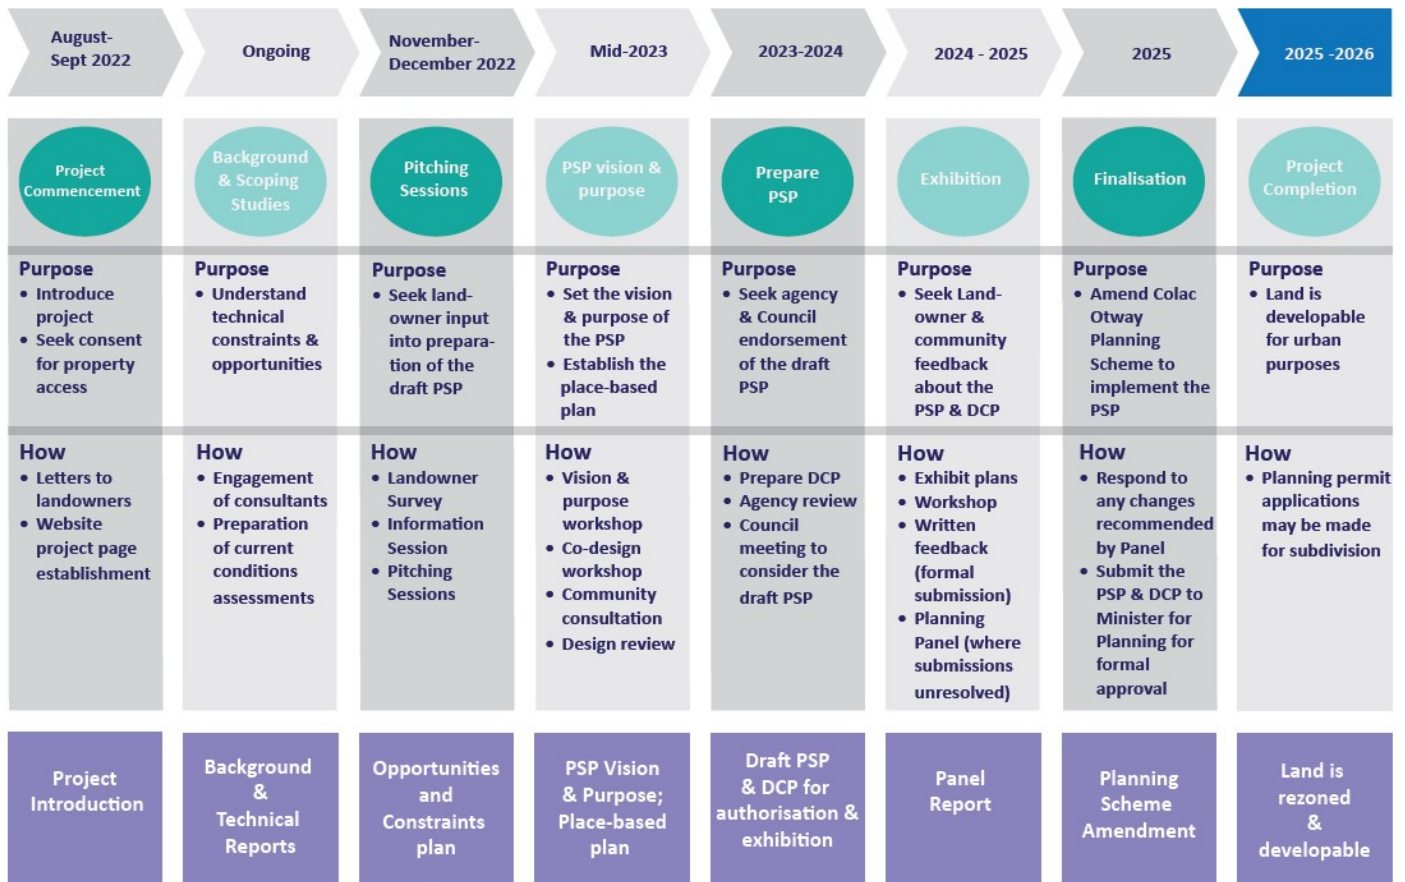 August-
Sept 2022
Ongoing
November-
December 2022
Mid-2023
2023-2024
2024 - 2025
2025
2025 -2026
Project
Commencement
Background
& Scoping
Studies
Pitching
Sessions
PSP vision &
purpose
Prepare
PSP
Exhibition
Finalisation
Project
Completion
Purpose
• Introduce
project
• Seek consent
for property
access
Purpose
• Understand
technical
constraints &
opportunities
Purpose
• Seek land-
owner input
into prepara-
tion of the
draft PSP
Purpose
• Set the vision
& purpose of
the PSP
• Establish the
place-based
plan
Purpose
• Seek agency
& Council
endorsement
of the draft
PSP
Purpose
• Seek Land-
owner &
community
feedback
about the
PSP & DCP
Purpose
• Amend Colac
Otway
Planning
Scheme to
implement the
PSP
Purpose
• Land is
developable
for urban
purposes
How
• Letters to
landowners
• Website
project page
establishment
How
• Engagement
of consultants
• Preparation
of current
conditions
assessments
How
• Landowner
Survey
• Information
Session
• Pitching
Sessions
How
• Vision &
purpose
workshop
• Co-design
workshop
• Community
consultation
• Design review
How
• Prepare DCP
• Agency review
• Council
meeting to
consider the
draft PSP
How
• Exhibit plans
• Workshop
• Written
feedback
(formal
submission)
• Planning
Panel (where
submissions
unresolved)
How
• Respond to
any changes
recommended
by Panel
• Submit the
PSP & DCP to
Minister for
Planning for
formal
approval
How
• Planning permit
applications
may be made
for subdivision
Project
Introduction
Background
&
Technical
Reports
Opportunities
and
Constraints
plan
PSP Vision
& Purpose;
Place-based
plan
Draft PSP
& DCP for
authorisation &
exhibition
Panel
Report
Planning
Scheme
Amendment
Land is
rezoned
&
developable